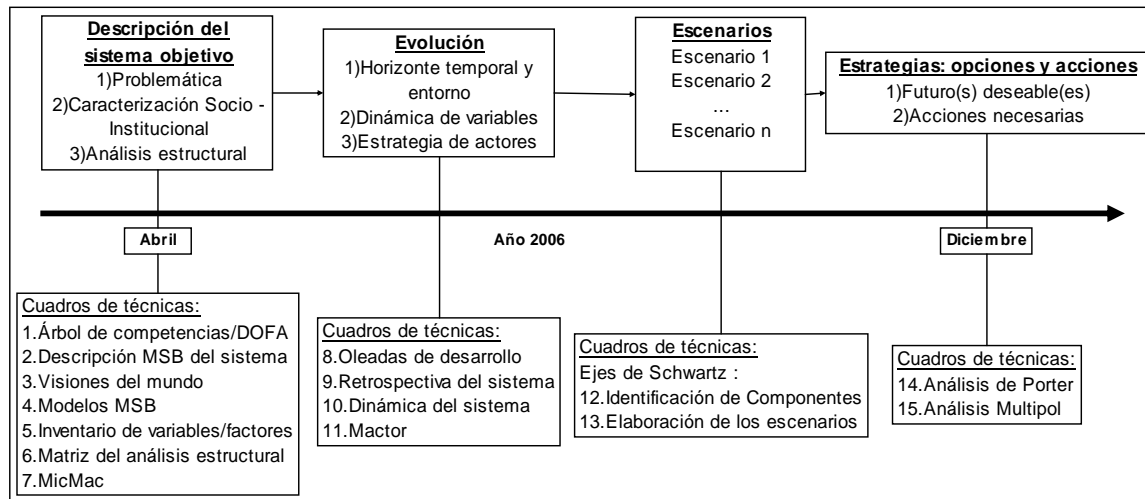 Descripción del
sistema objetivo
1)Problemática
2)Caracterización Socio -
Institucional
3)Análisis estructural
Evolución
1)Horizonte temporal y
entorno
2)Dinámica de variables
3)Estrategia de actores
Escenarios
Escenario 1
Escenario 2
...
Escenario n
Estrategias: opciones y acciones
1)Futuro(s) deseable(es)
2)Acciones necesarias
Abril
Año 2006
Diciembre
Cuadros de técnicas:
1.Árbol de competencias/DOFA
2.Descripción MSB del sistema
3.Visiones del mundo
4.Modelos MSB
5.Inventario de variables/factores
6.Matriz del análisis estructural
7.MicMac
Cuadros de técnicas:
8.Oleadas de desarrollo
9.Retrospectiva del sistema
10.Dinámica del sistema
11.Mactor
Cuadros de técnicas:
Ejes de Schwartz :
12.Identificación de Componentes
13.Elaboración de los escenarios
Cuadros de técnicas:
14.Análisis de Porter
15.Análisis Multipol